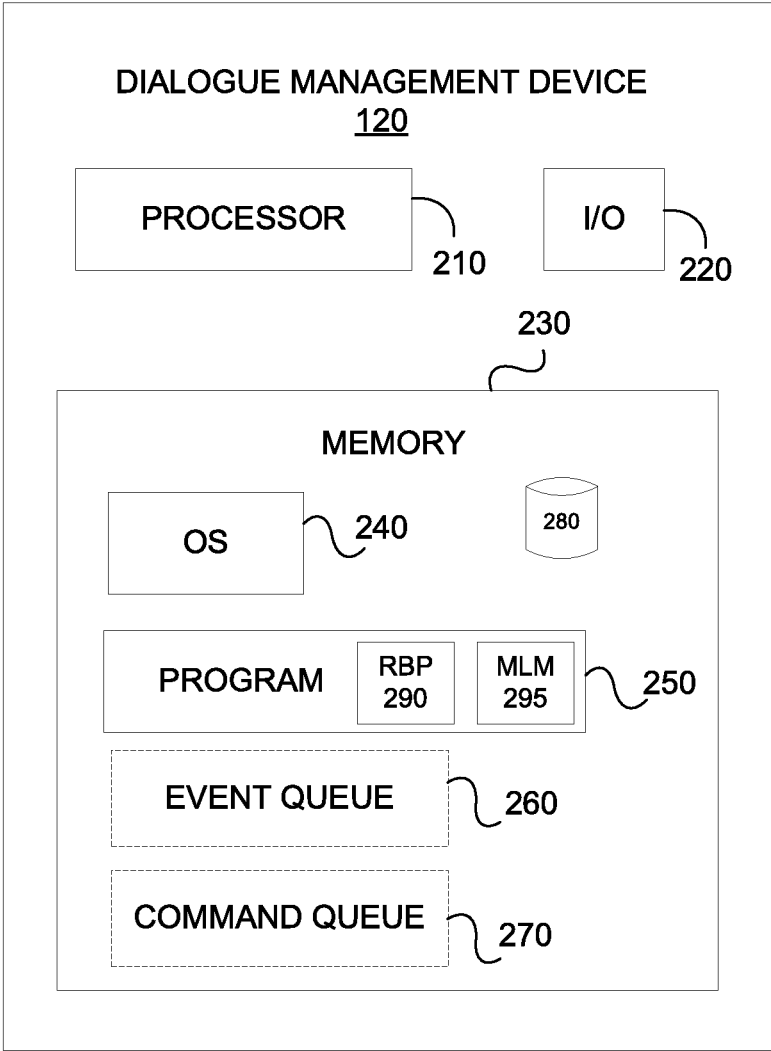 DIALOGUE MANAGEMENT DEVICE
120
PROCESSOR
210
I/O
220
230
MEMORY
OS
240
280
PROGRAM
RBP
290
MLM
295
250
EVENT QUEUE
260
COMMAND QUEUE
270